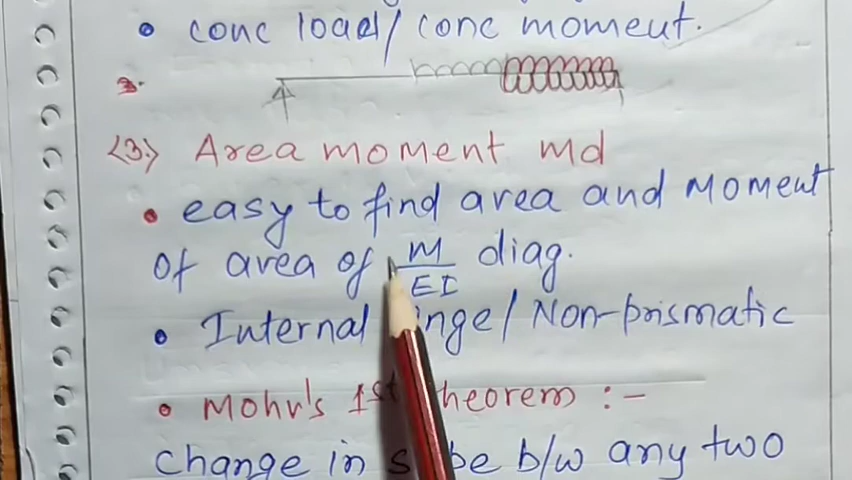 • conc load/conc moment.
3.
<3.> Area moment md
• easy to find area and moment
of area of M/EI diag.
• Internal /Non-prismatic
• Mohr's 1st theorem :-
change in b/w any two